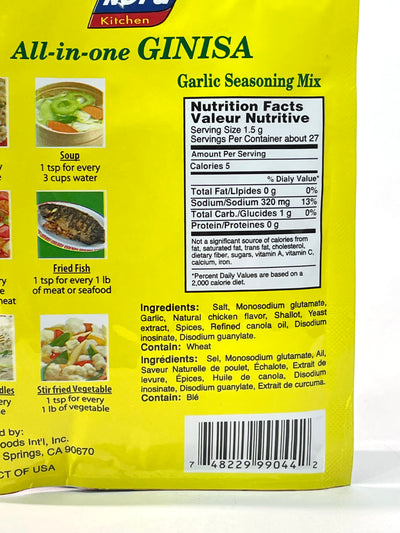 Kitchen
All-in-one GINISA
Garlic Seasoning Mix
Soup
1 tsp for every
3 cups water
Fried Fish
1 tsp for every 1 lb
of meat or seafood
Stir fried Vegetable
1 tsp for every
1 lb of vegetable
Nutrition Facts
Valeur Nutritive
Serving Size 1.5 g
Servings Per Container about 27
Amount Per Serving
Calories 5
% Dialy Value*
Total Fat/LIpides 0 g 0%
Sodium/Sodium 320 mg 13%
Total Carb./Glucides 1 g 0%
Protein/Proteines 0 g
Not a significant source of calories from
fat, saturated fat, trans fat, cholesterol,
dietary fiber, sugars, vitamin A, vitamin C,
calcium, iron.
*Percent Daily Values are based on a
2,000 calorie diet.
Ingredients: Salt, Monosodium glutamate,
Garlic, Natural chicken flavor, Shallot, Yeast
extract, Spices, Refined canola oil, Disodium
inosinate, Disodium guanylate.
Contain: Wheat
Ingrédients: Sel, Monosodium glutamate, Ail,
Saveur Naturelle de poulet, Échalote, Extrait de
levure, Épices, Huile de canola, Disodium
inosinate, Disodium guanylate, Extrait de curcuma.
Contain: Blé
d by:
oods Int'l, Inc.
Springs, CA 90670
CT OF USA
7 48229 99044 2